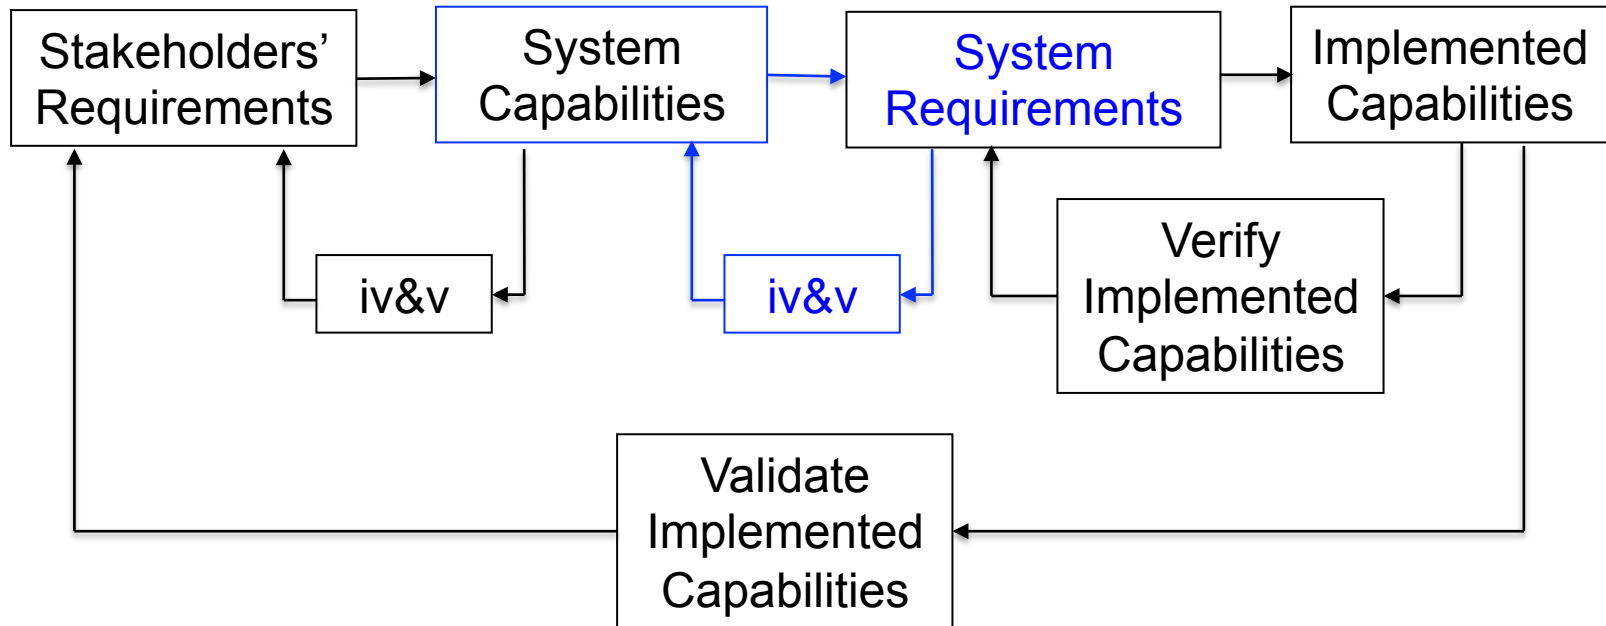 Stakeholders’
Requirements
System
Capabilities
System
Requirements
Implemented
Capabilities
iv&v
iv&v
Verify
Implemented
Capabilities
Validate
Implemented
Capabilities